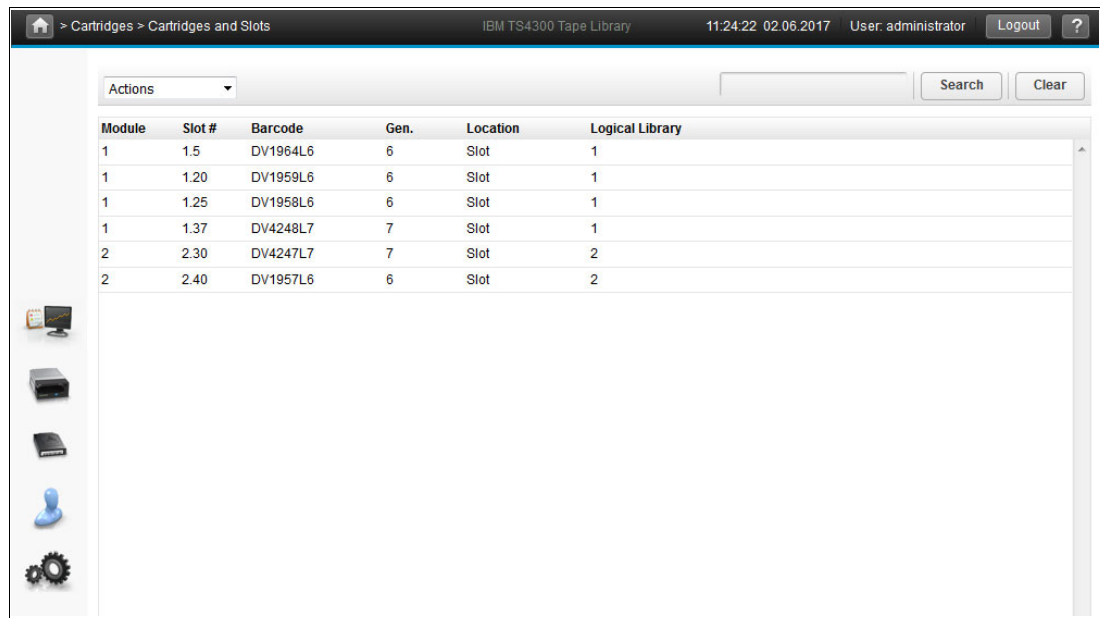 > Cartridges > Cartridges and Slots IBM TS4300 Tape Library 11:24:22 02.06.2017 User: administrator Logout ?
Actions Search Clear
Module Slot # Barcode Gen. Location Logical Library
1 1.5 DV1964L6 6 Slot 1
1 1.20 DV1959L6 6 Slot 1
1 1.25 DV1958L6 6 Slot 1
1 1.37 DV4248L7 7 Slot 1
2 2.30 DV4247L7 7 Slot 2
2 2.40 DV1957L6 6 Slot 2